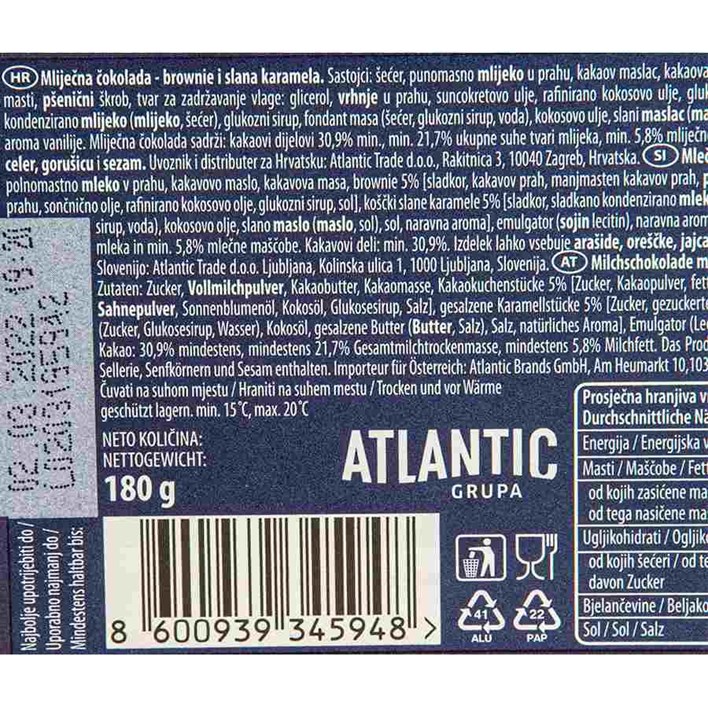 HR Mliječna čokolada - brownie i slana karamela. Sastojci: šećer, punomasno mlijeko u prahu, kakaov maslac, kakaova
masti, pšenični škrob, tvar za zadržavanje vlage: glicerol, vrhnje u prahu, suncokretovo ulje, rafinirano kokosovo ulje, gluk
kondenzirano mlijeko (mlijeko, šećer), glukozni sirup, fondant masa (šećer, glukozni sirup, voda), kokosovo ulje, slani maslac (ma
aroma vanilije. Mliječna čokolada sadrži: kakaovi dijelovi 30,9% min., min. 21,7% ukupne suhe tvari mlijeka, min. 5,8% mliječn
celer, gorušicu i sezam. Uvoznik i distributer za Hrvatsku: Atlantic Trade d.o.o., Rakitnica 3, 10040 Zagreb, Hrvatska. SI Mleč
polnomastno mleko v prahu, kakavovo maslo, kakavova masa, brownie 5% [sladkor, kakavov prah, manjmasten kakavov prah, p
prahu, sončnično olje, rafinirano kokosovo olje, glukozni sirup, sol], koščki slane karamele 5% [sladkor, sladkano kondenzirano mlek
sirup, voda), kokosovo olje, slano maslo (maslo, sol), sol, naravna aroma], emulgator (sojin lecitin), naravna arom
mleka in min. 5,8% mlečne maščobe. Kakavovi deli: min. 30,9%. Izdelek lahko vsebuje arašide, oreščke, jajca
Slovenijo: Atlantic Trade d.o.o. Ljubljana, Kolinska ulica 1, 1000 Ljubljana, Slovenija. AT Milchschokolade m
Zutaten: Zucker, Vollmilchpulver, Kakaobutter, Kakaomasse, Kakaokuchenstücke 5% [Zucker, Kakaopulver, fett
Sahnepulver, Sonnenblumenöl, Kokosöl, Glukosesirup, Salz], gesalzene Karamellstücke 5% [Zucker, gezuckerte
(Zucker, Glukosesirup, Wasser), Kokosöl, gesalzene Butter (Butter, Salz), Salz, natürliches Aroma], Emulgator (Lec
Kakao: 30,9% mindestens, mindestens 21,7% Gesamtmilchtrockenmasse, mindestens 5,8% Milchfett. Das Prod
Sellerie, Senfkörnern und Sesam enthalten. Importeur für Österreich: Atlantic Brands GmbH, Am Heumarkt 10, 103
Čuvati na suhom mjestu / Hraniti na suhem mestu / Trocken und vor Wärme
geschützt lagern. min. 15°C, max. 20°C
NETO KOLIČINA:
NETTOGEWICHT:
180 g
ATLANTIC
GRUPA
02.03.2022
Najbolje upotrijebiti do /
Uporabno najmanj do /
Mindestens haltbar bis:
8 600939 345948 >
41
ALU
22
PAP
Prosječna hranjiva v
Durchschnittliche Nä
Energija / Energijska v
Masti / Maščobe / Fett
od kojih zasićene ma
od tega nasičene mas
Ugljikohidrati / Ogljik
od kojih šećeri / od te
davon Zucker
Bjelančevine / Beljako
Sol / Sol / Salz